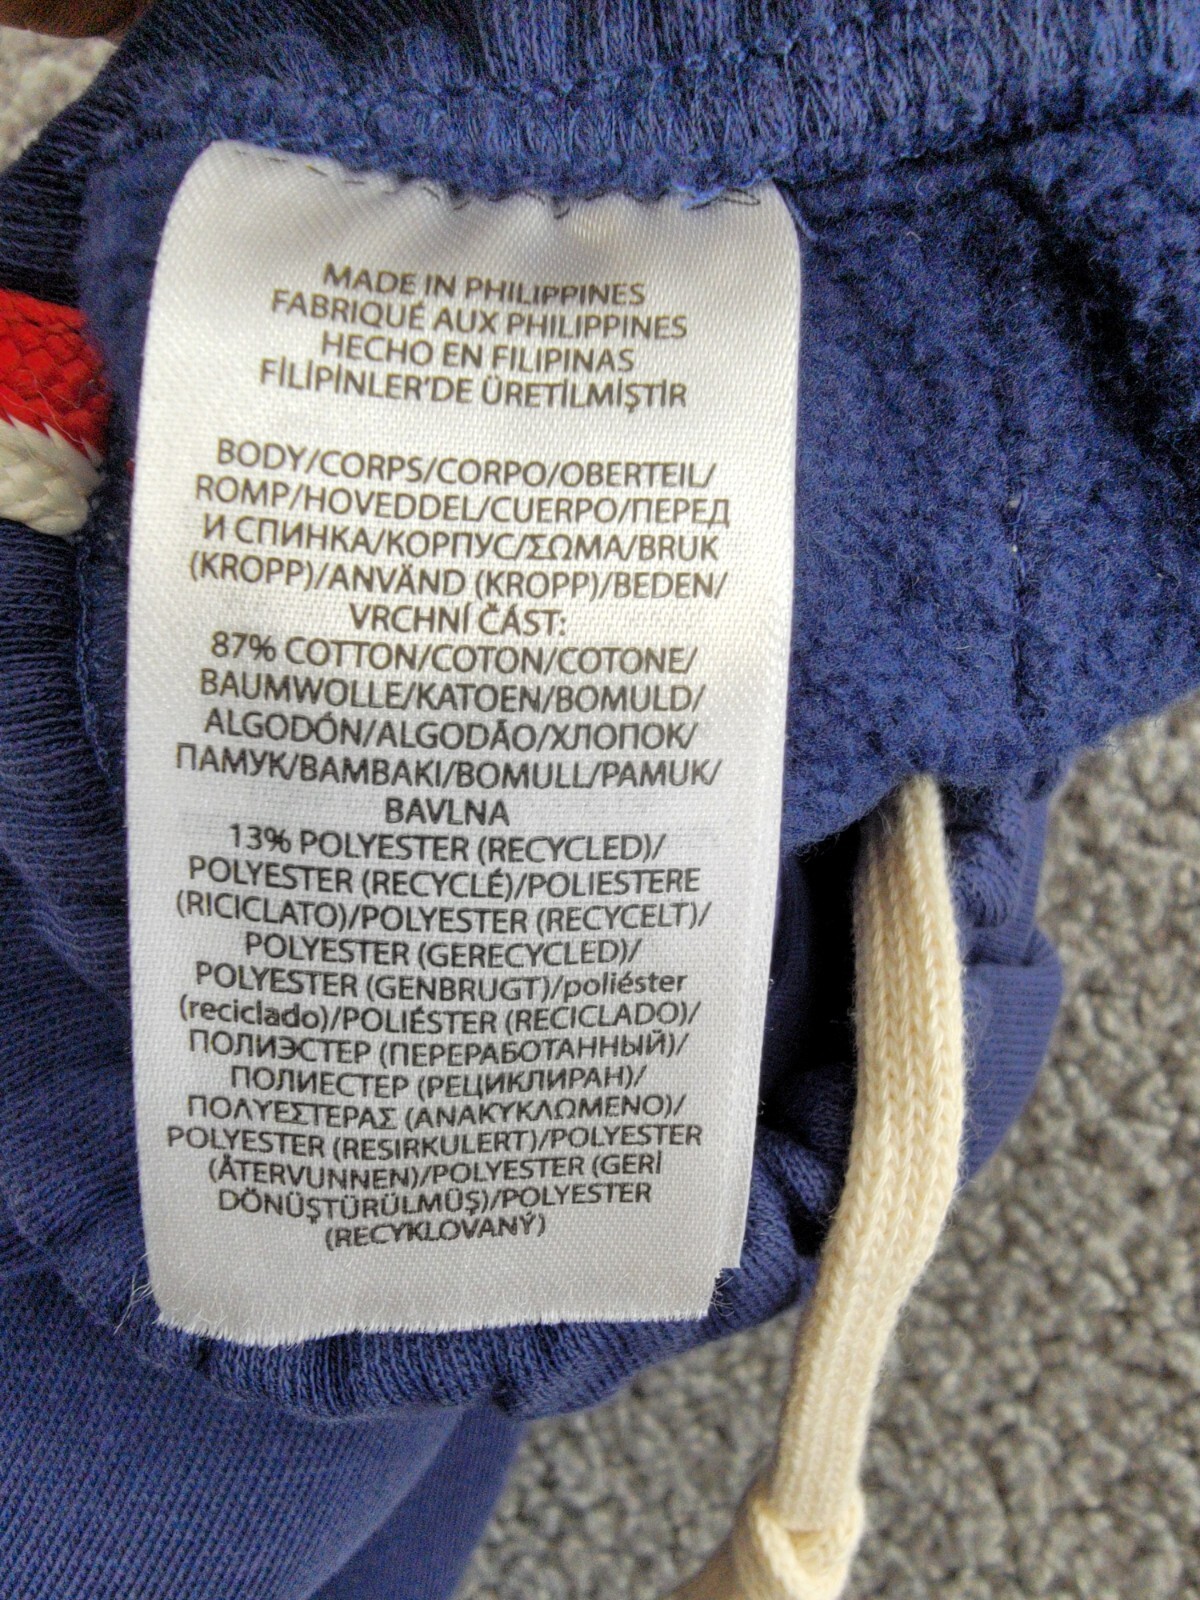 MADE IN PHILIPPINES
FABRIQUÉ AUX PHILIPPINES
HECHO EN FILIPINAS
FİLİPİNLER'DE ÜRETİLMİŞTİR
BODY/CORPS/CORPO/OBERTEIL/
ROMP/HOVEDDEL/CUERPO/ПЕРЕД
И СПИНКА/КОРПУС/ΣΩΜΑ/BRUK
(KROPP)/ANVÄND (KROPP)/BEDEN/
VRCHNÍ ČÁST:
87% COTTON/COTON/COTONE/
BAUMWOLLE/KATOEN/BOMULD/
ALGODÓN/ALGODÃO/ХЛОПОК/
ПАМУК/ΒΑΜΒΑΚΙ/BOMULL/PAMUK/
BAVLNA
13% POLYESTER (RECYCLED)/
POLYESTER (RECYCLÉ)/POLIESTERE
(RICICLATO)/POLYESTER (RECYCELT)/
POLYESTER (GERECYCLED)/
POLYESTER (GENBRUGT)/poliéster
(reciclado)/POLIÉSTER (RECICLADO)/
ПОЛИЭСТЕР (ПЕРЕРАБОТАННЫЙ)/
ПОЛИЕСТЕР (РЕЦИКЛИРАН)/
ΠΟΛΥΕΣΤΕΡΑΣ (ΑΝΑΚΥΚΛΩΜΕΝΟ)/
POLYESTER (RESIRKULERT)/POLYESTER
(ÅTERVUNNEN)/POLYESTER (GERİ
DÖNÜŞTÜRÜLMÜŞ)/POLYESTER
(RECYKLOVANÝ)